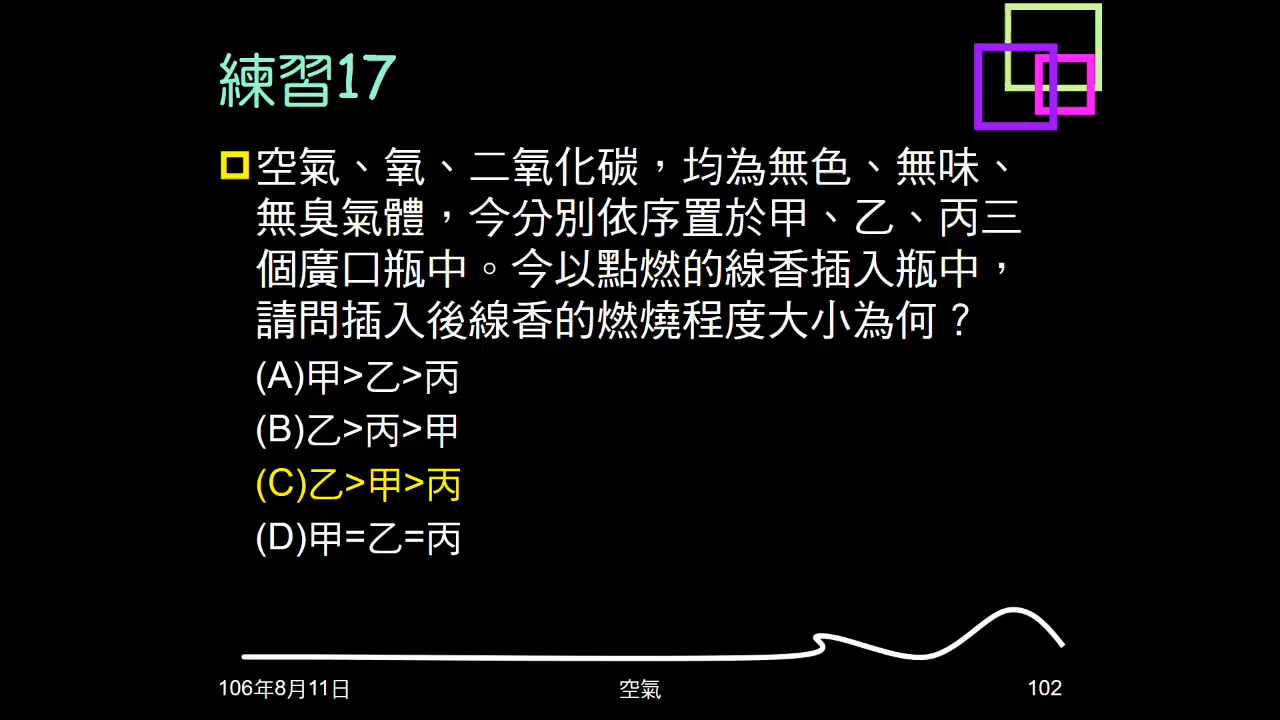 練習17
空氣、氧、二氧化碳，均為無色、無味、
無臭氣體，今分別依序置於甲、乙、丙三
個廣口瓶中。今以點燃的線香插入瓶中，
請問插入後線香的燃燒程度大小為何？
(A)甲>乙>丙
(B)乙>丙>甲
(C)乙>甲>丙
(D)甲=乙=丙
106年8月11日
空氣
102